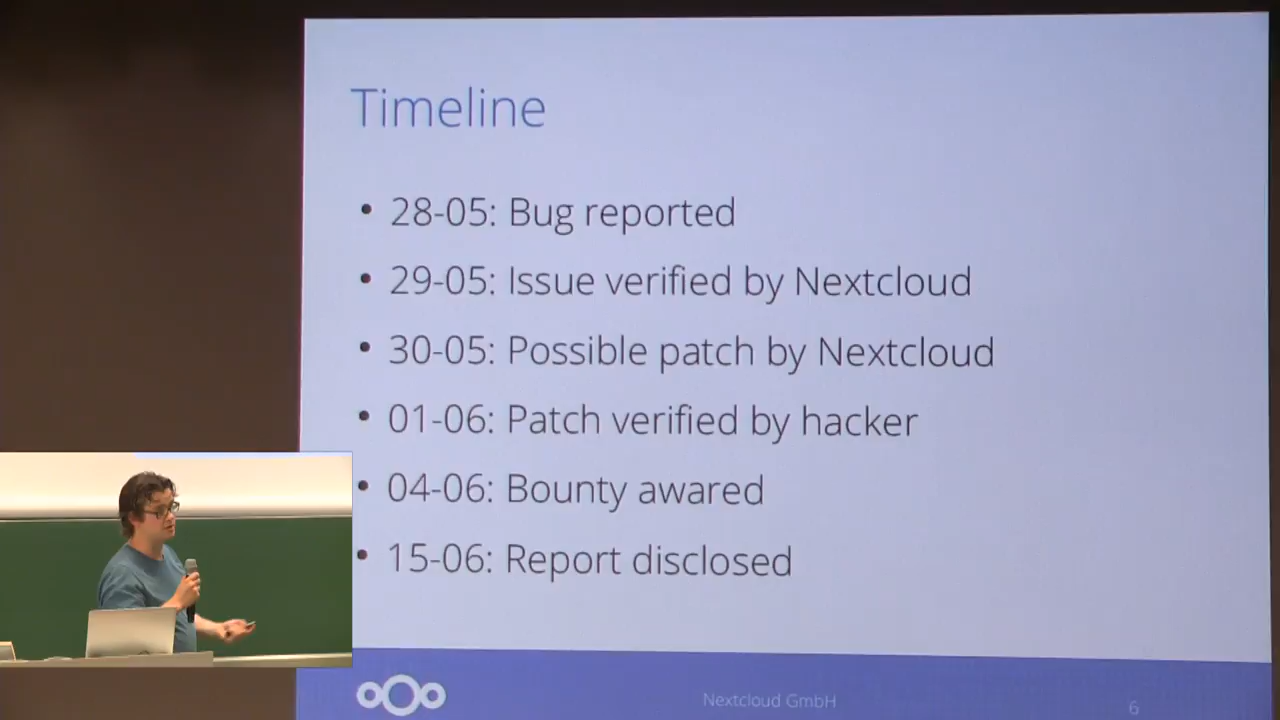 Timeline
• 28-05: Bug reported
• 29-05: Issue verified by Nextcloud
• 30-05: Possible patch by Nextcloud
• 01-06: Patch verified by hacker
• 04-06: Bounty awared
• 15-06: Report disclosed
Nextcloud GmbH
6